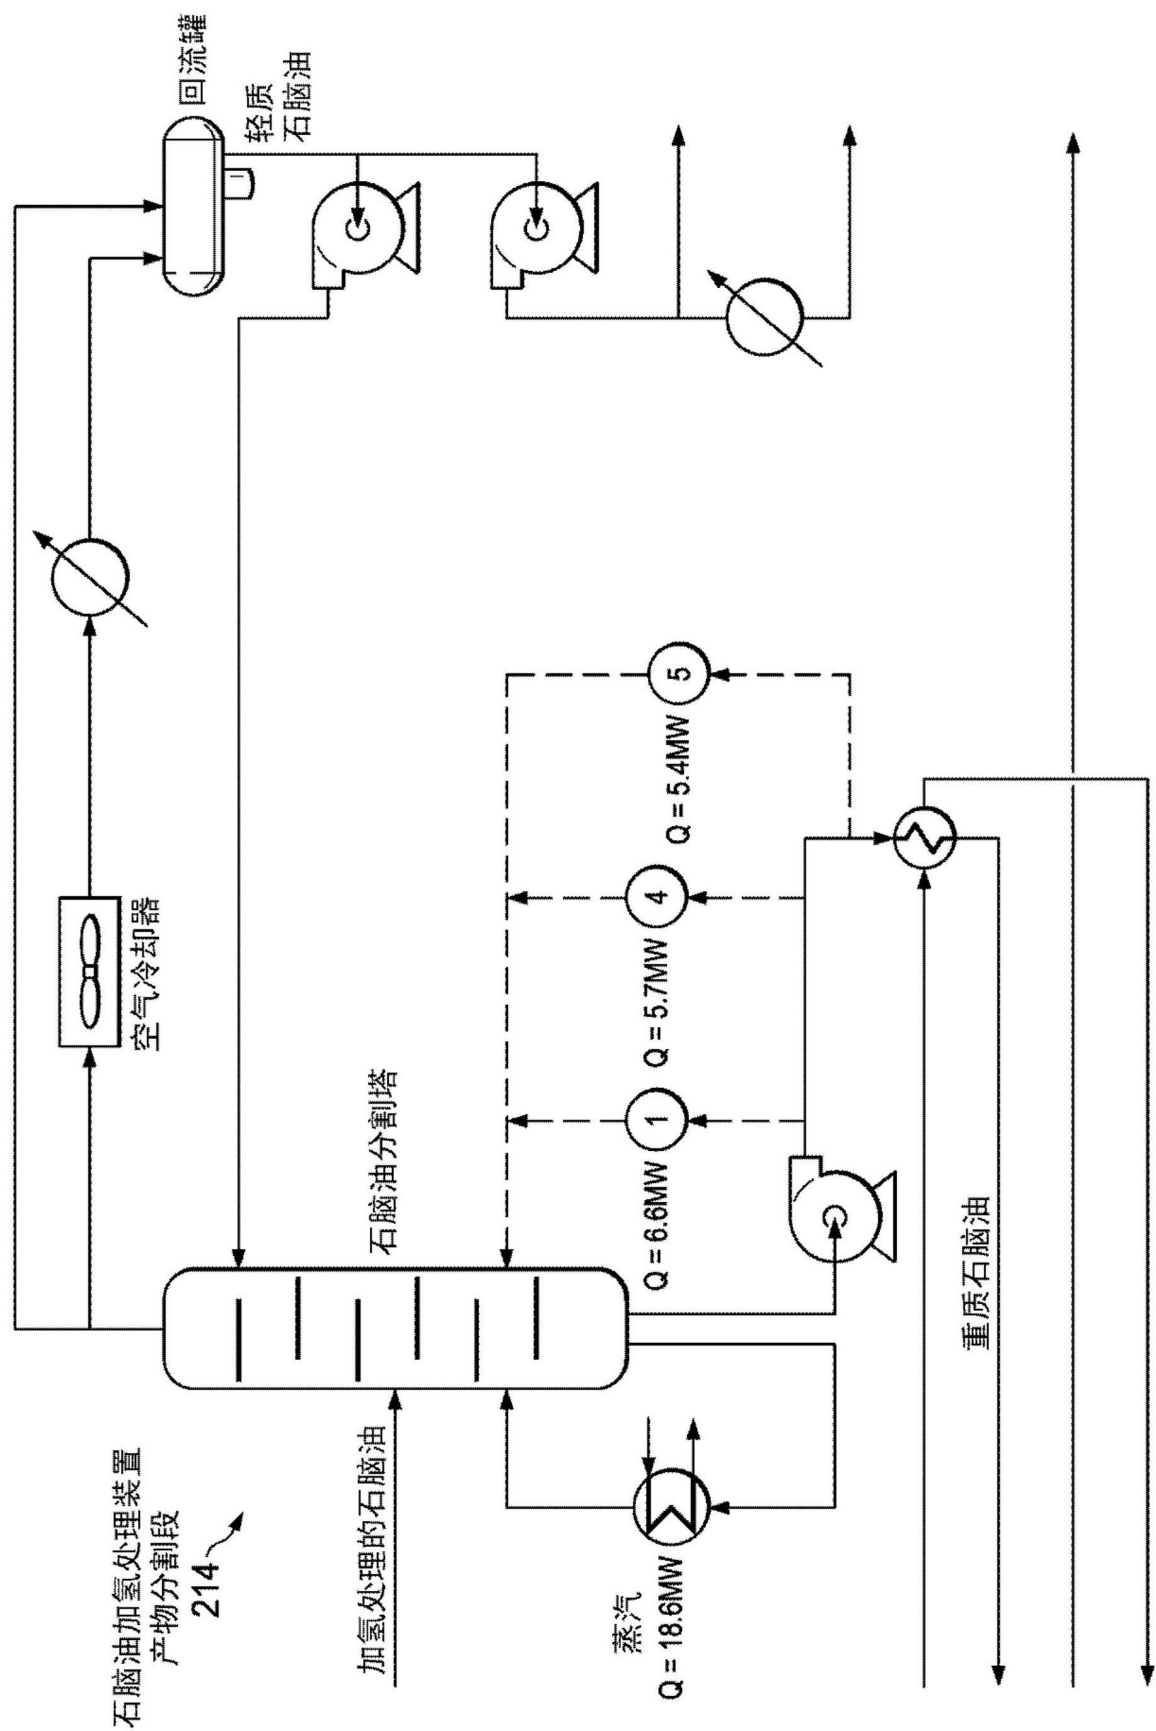 石脑油加氢处理装置
产物分割段
214
空气冷却器
回流罐
轻质
石脑油
石脑油分割塔
加氢处理的石脑油
蒸汽
Q = 18.6MW
Q = 6.6MW
1
Q = 5.7MW
4
Q = 5.4MW
5
重质石脑油